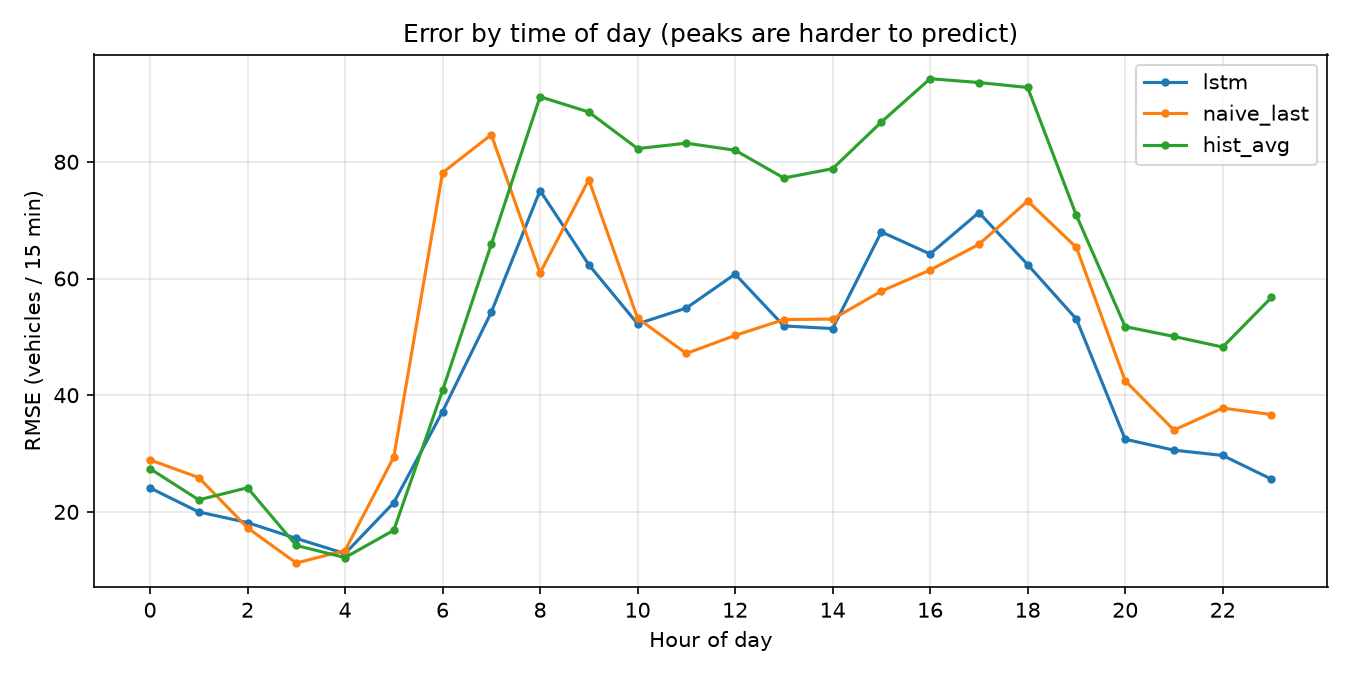 Error by time of day (peaks are harder to predict)
lstm
naive_last
hist_avg
RMSE (vehicles / 15 min)
80
60
40
20
0 2 4 6 8 10 12 14 16 18 20 22
Hour of day